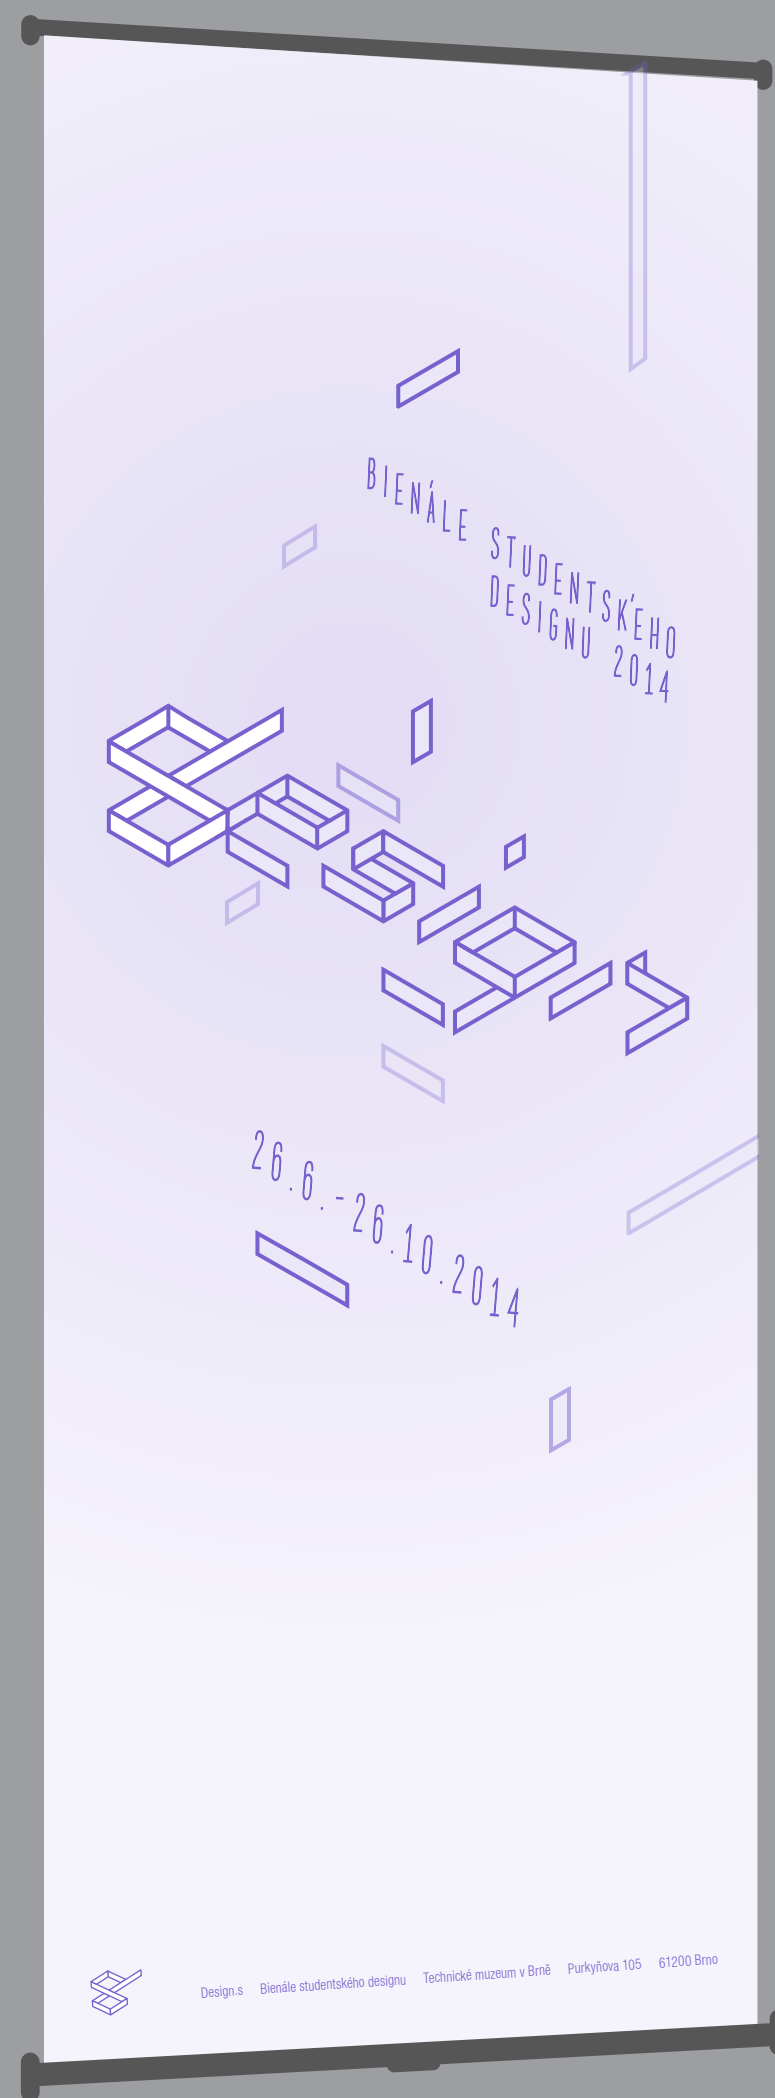 BIENÁLE STUDENTSKÉHO
DESIGNU 2014
design.s
26.6.-26.10.2014
Design.s Bienále studentského designu Technické muzeum v Brně Purkyňova 105 61200 Brno